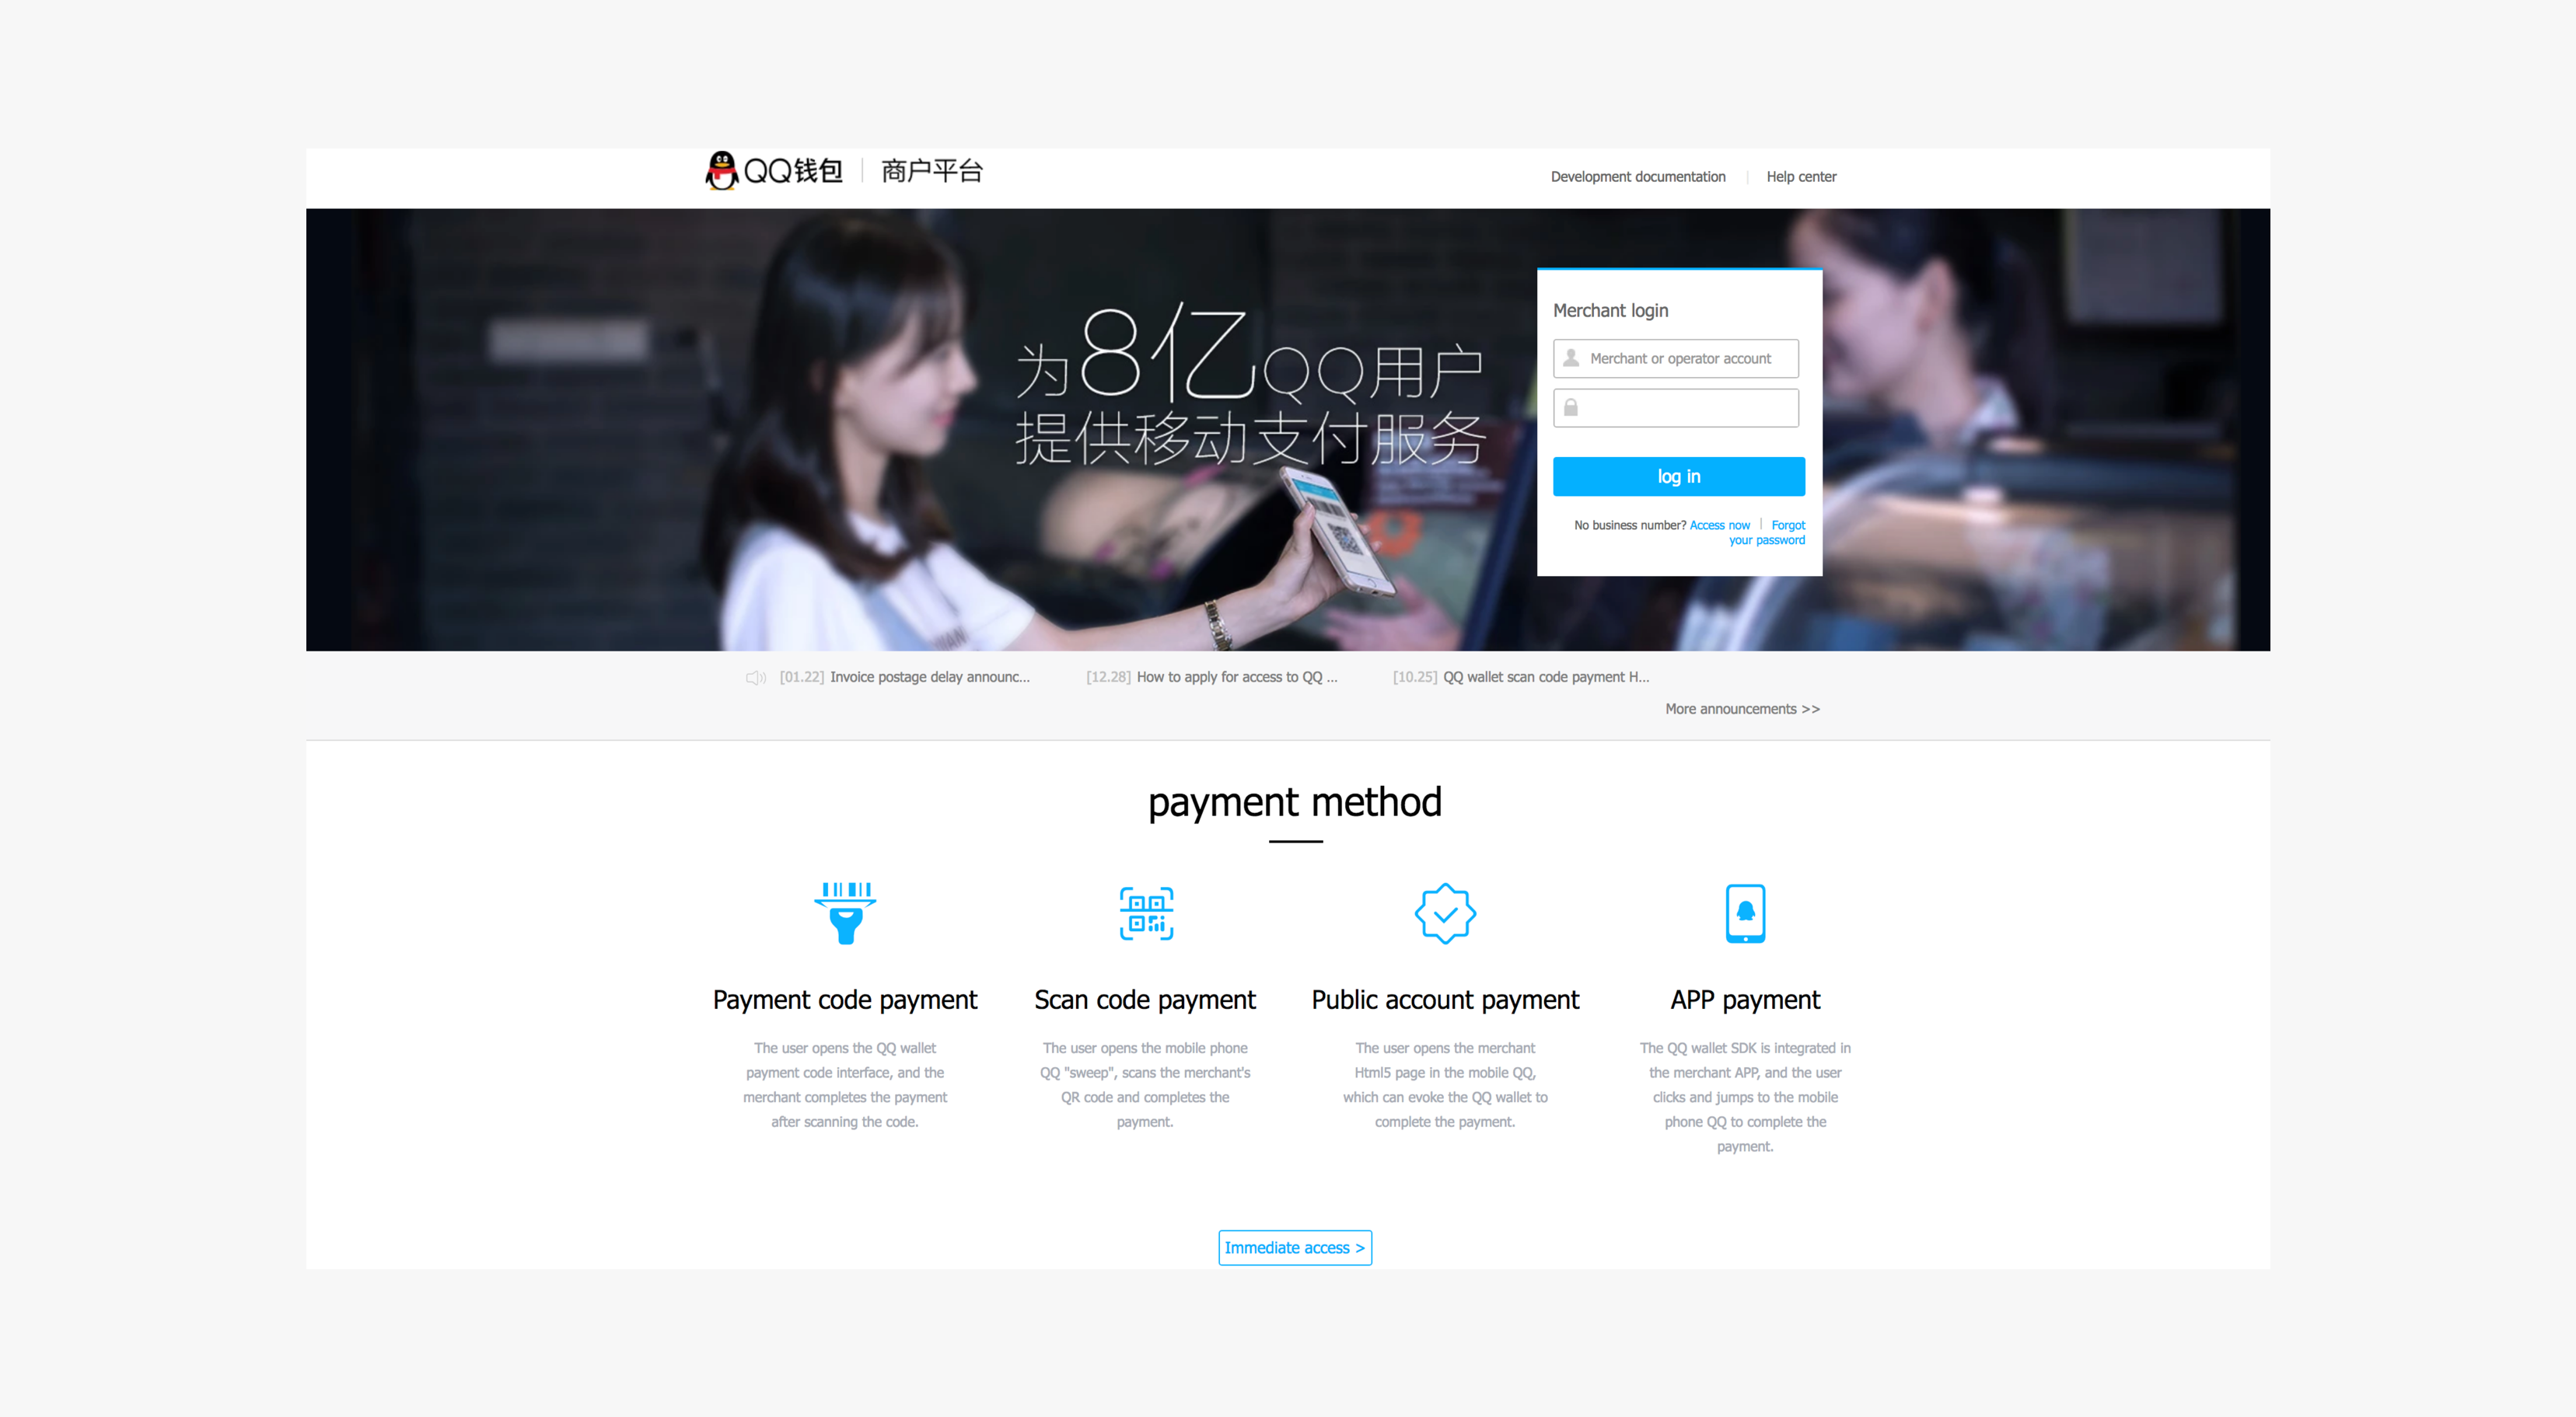 QQ钱包 | 商户平台
Development documentation | Help center
为8亿QQ用户
提供移动支付服务
Merchant login
Merchant or operator account
log in
No business number? Access now | Forgot
your password
[01.22] Invoice postage delay announc...
[12.28] How to apply for access to QQ ...
[10.25] QQ wallet scan code payment H...
More announcements >>
payment method
Payment code payment
The user opens the QQ wallet
payment code interface, and the
merchant completes the payment
after scanning the code.
Scan code payment
The user opens the mobile phone
QQ "sweep", scans the merchant's
QR code and completes the
payment.
Public account payment
The user opens the merchant
Html5 page in the mobile QQ,
which can evoke the QQ wallet to
complete the payment.
APP payment
The QQ wallet SDK is integrated in
the merchant APP, and the user
clicks and jumps to the mobile
phone QQ to complete the
payment.
Immediate access >